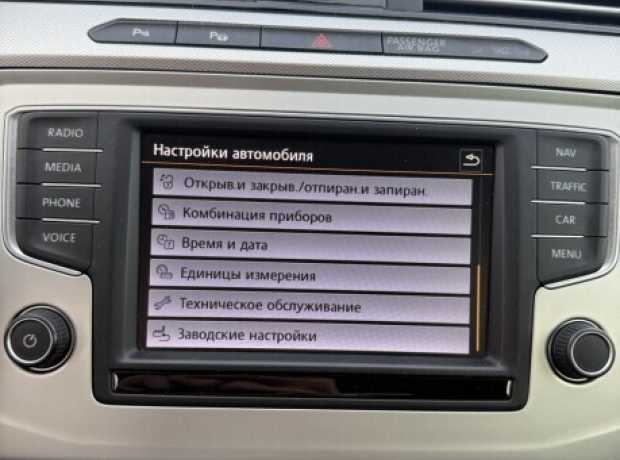 PASSENGER
AIR BAG
RADIO
MEDIA
PHONE
VOICE
Настройки автомобиля
Открыв.и закрыв./отпиран.и запиран.
Комбинация приборов
Время и дата
Единицы измерения
Техническое обслуживание
Заводские настройки
NAV
TRAFFIC
CAR
MENU